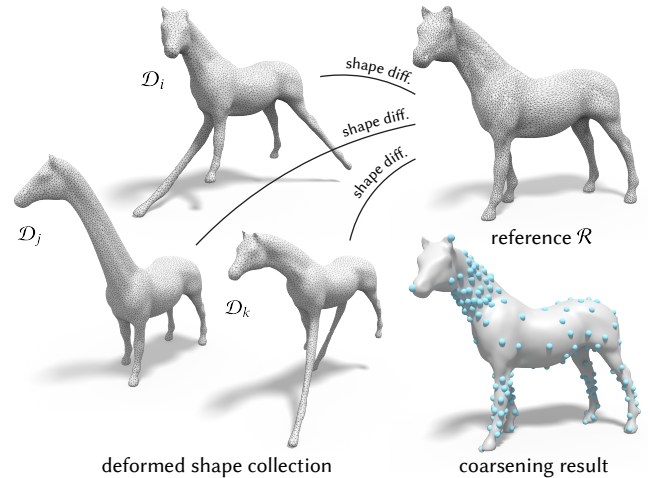 𝒟ᵢ
shape diff.
shape diff.
shape diff.
𝒟ⱼ
𝒟ₖ
reference ℛ
deformed shape collection
coarsening result